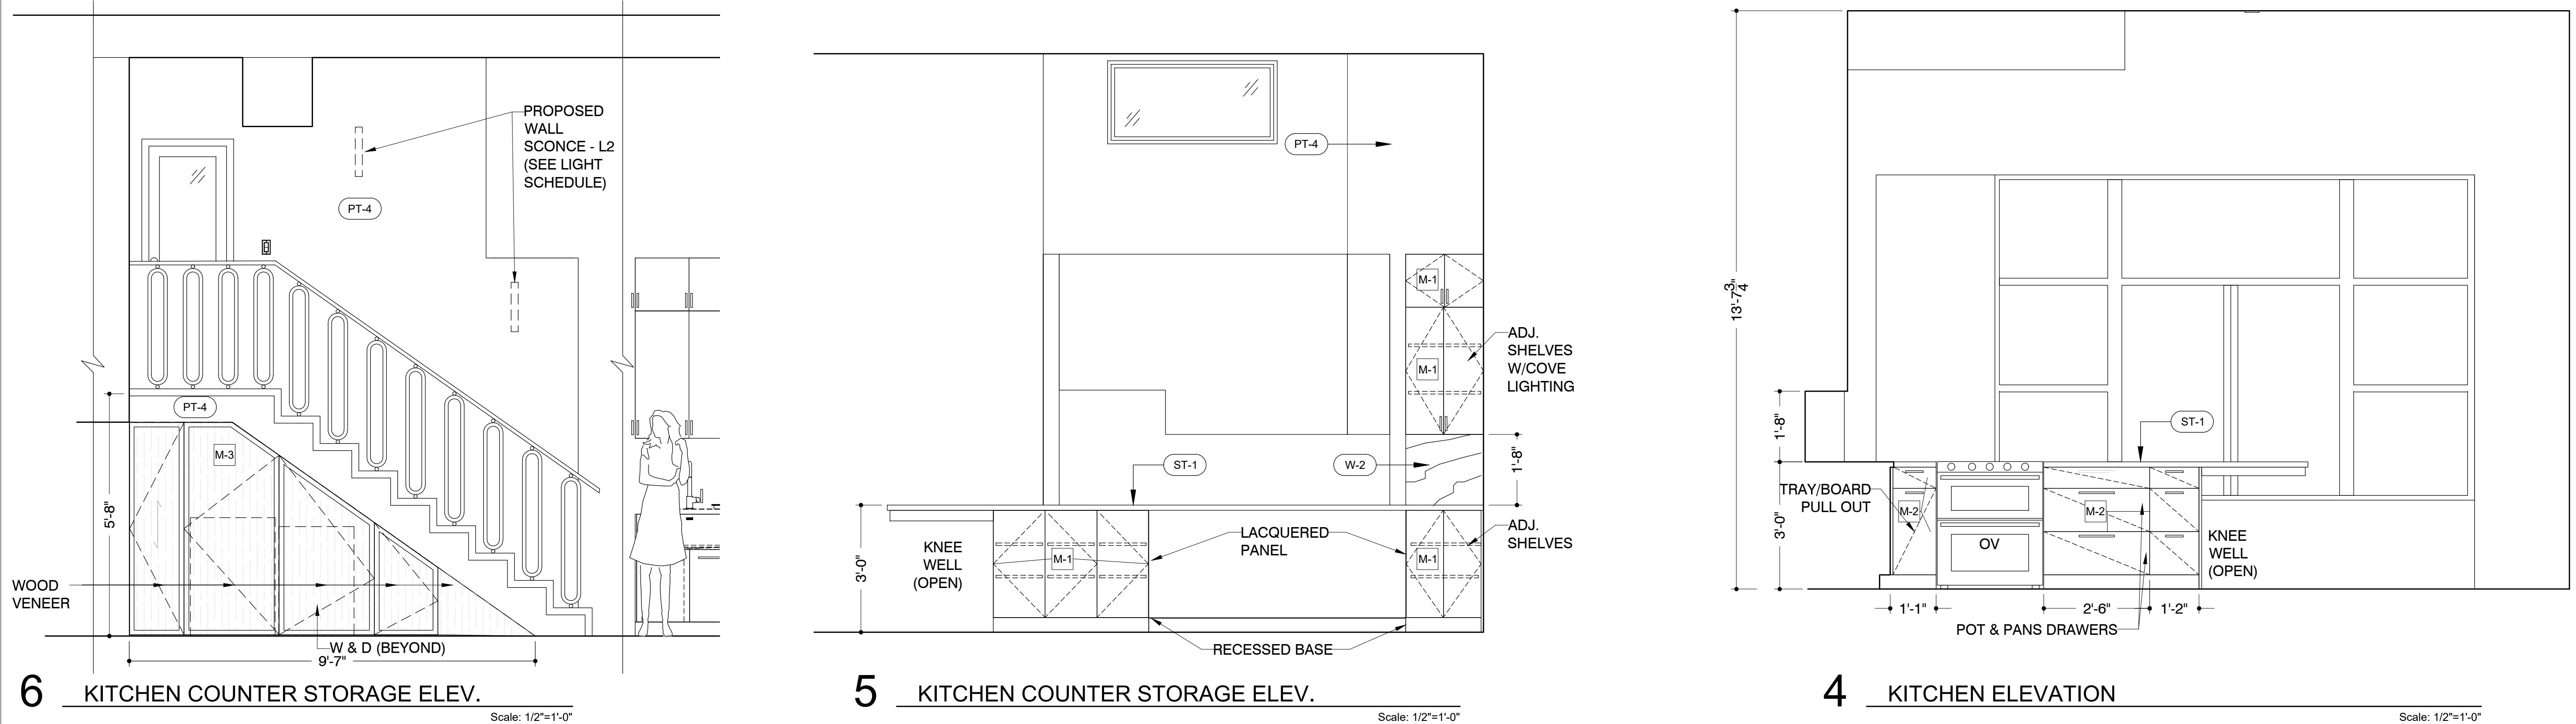 PROPOSED
WALL
SCONCE - L2
(SEE LIGHT
SCHEDULE)
PT-4
PT-4
M-3
5'-8"
WOOD
VENEER
W & D (BEYOND)
9'-7"
6 KITCHEN COUNTER STORAGE ELEV.
Scale: 1/2"=1'-0"
PT-4
M-1
ADJ.
SHELVES
W/COVE
LIGHTING
M-1
ST-1
W-2
1'-8"
3'-0"
KNEE
WELL
(OPEN)
M-1
LACQUERED
PANEL
M-1
ADJ.
SHELVES
RECESSED BASE
5 KITCHEN COUNTER STORAGE ELEV.
Scale: 1/2"=1'-0"
13'-7 3/4"
1'-8"
ST-1
TRAY/BOARD
PULL OUT
M-2
M-2
3'-0"
OV
KNEE
WELL
(OPEN)
1'-1"
2'-6"
1'-2"
POT & PANS DRAWERS
4 KITCHEN ELEVATION
Scale: 1/2"=1'-0"